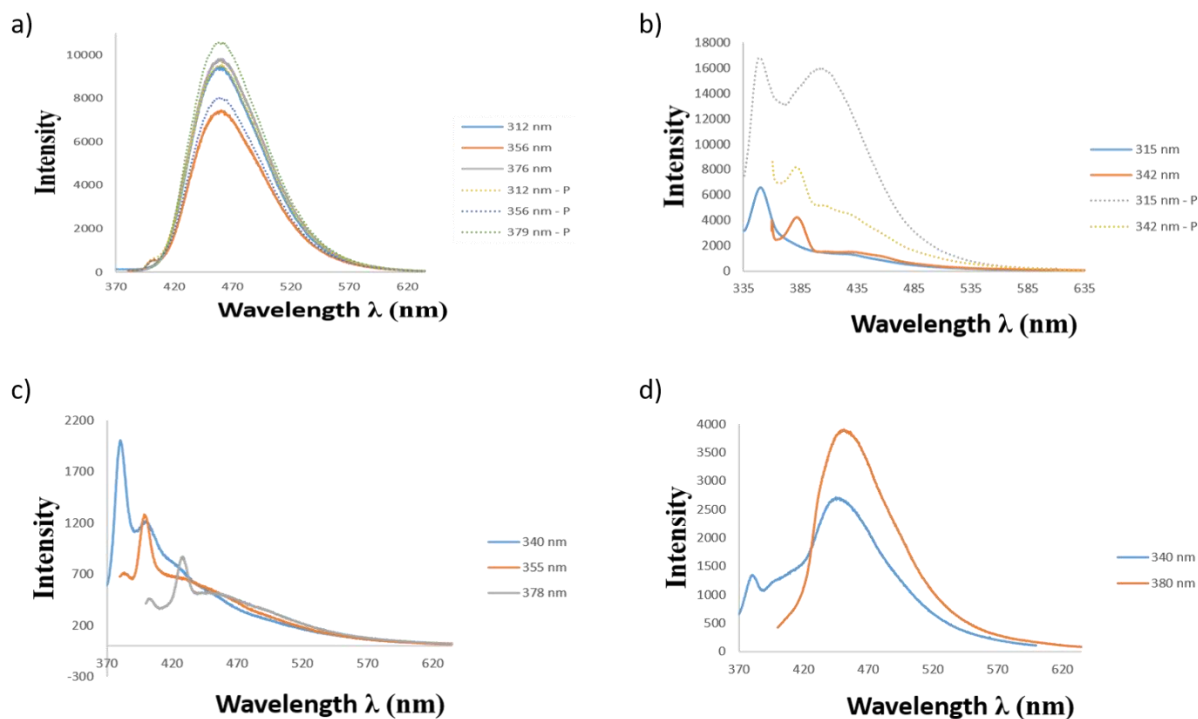 a)
Intensity
10000
8000
6000
4000
2000
0
370 420 470 520 570 620
Wavelength λ (nm)
312 nm
356 nm
376 nm
312 nm - P
356 nm - P
379 nm - P
b)
Intensity
18000
16000
14000
12000
10000
8000
6000
4000
2000
0
335 385 435 485 535 585 635
Wavelength λ (nm)
315 nm
342 nm
315 nm - P
342 nm - P
c)
Intensity
2200
1700
1200
700
200
-300
370 420 470 520 570 620
Wavelength λ (nm)
340 nm
355 nm
378 nm
d)
Intensity
4000
3500
3000
2500
2000
1500
1000
500
0
370 420 470 520 570 620
Wavelength λ (nm)
340 nm
380 nm